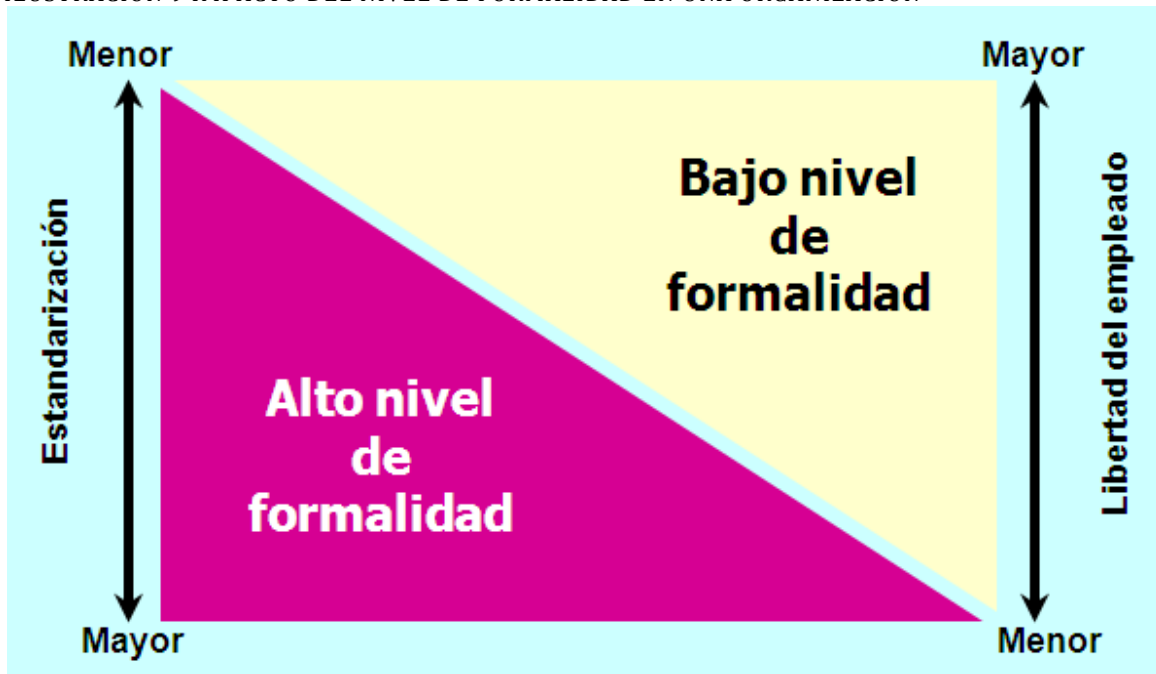 Menor
Mayor
Bajo nivel
de
formalidad
Estandarización
Libertad del empleado
Alto nivel
de
formalidad
Mayor
Menor